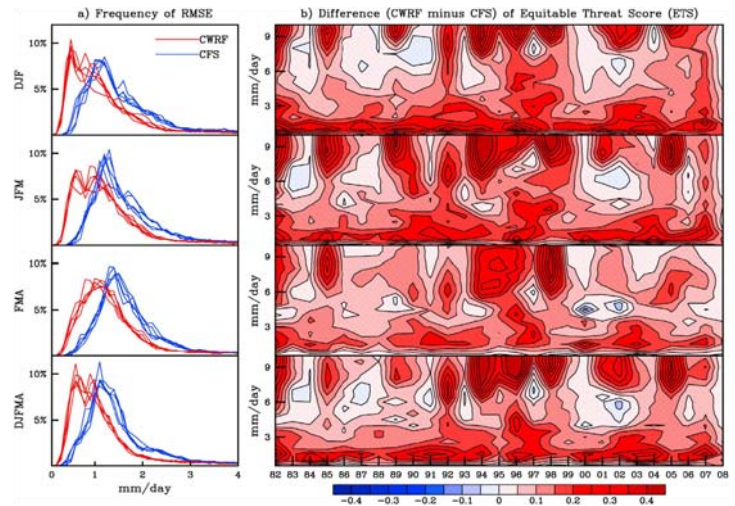 a) Frequency of RMSE
b) Difference (CWRF minus CFS) of Equitable Threat Score (ETS)
CWRF
CFS
DJF
10%
5%
mm/day
9
6
3
JFM
10%
5%
mm/day
9
6
3
FMA
10%
5%
mm/day
9
6
3
DJFMA
10%
5%
mm/day
9
6
3
0 1 2 3 4
mm/day
82 83 84 85 86 87 88 89 90 91 92 93 94 95 96 97 98 99 00 01 02 03 04 05 06 07 08
-0.4 -0.3 -0.2 -0.1 0 0.1 0.2 0.3 0.4